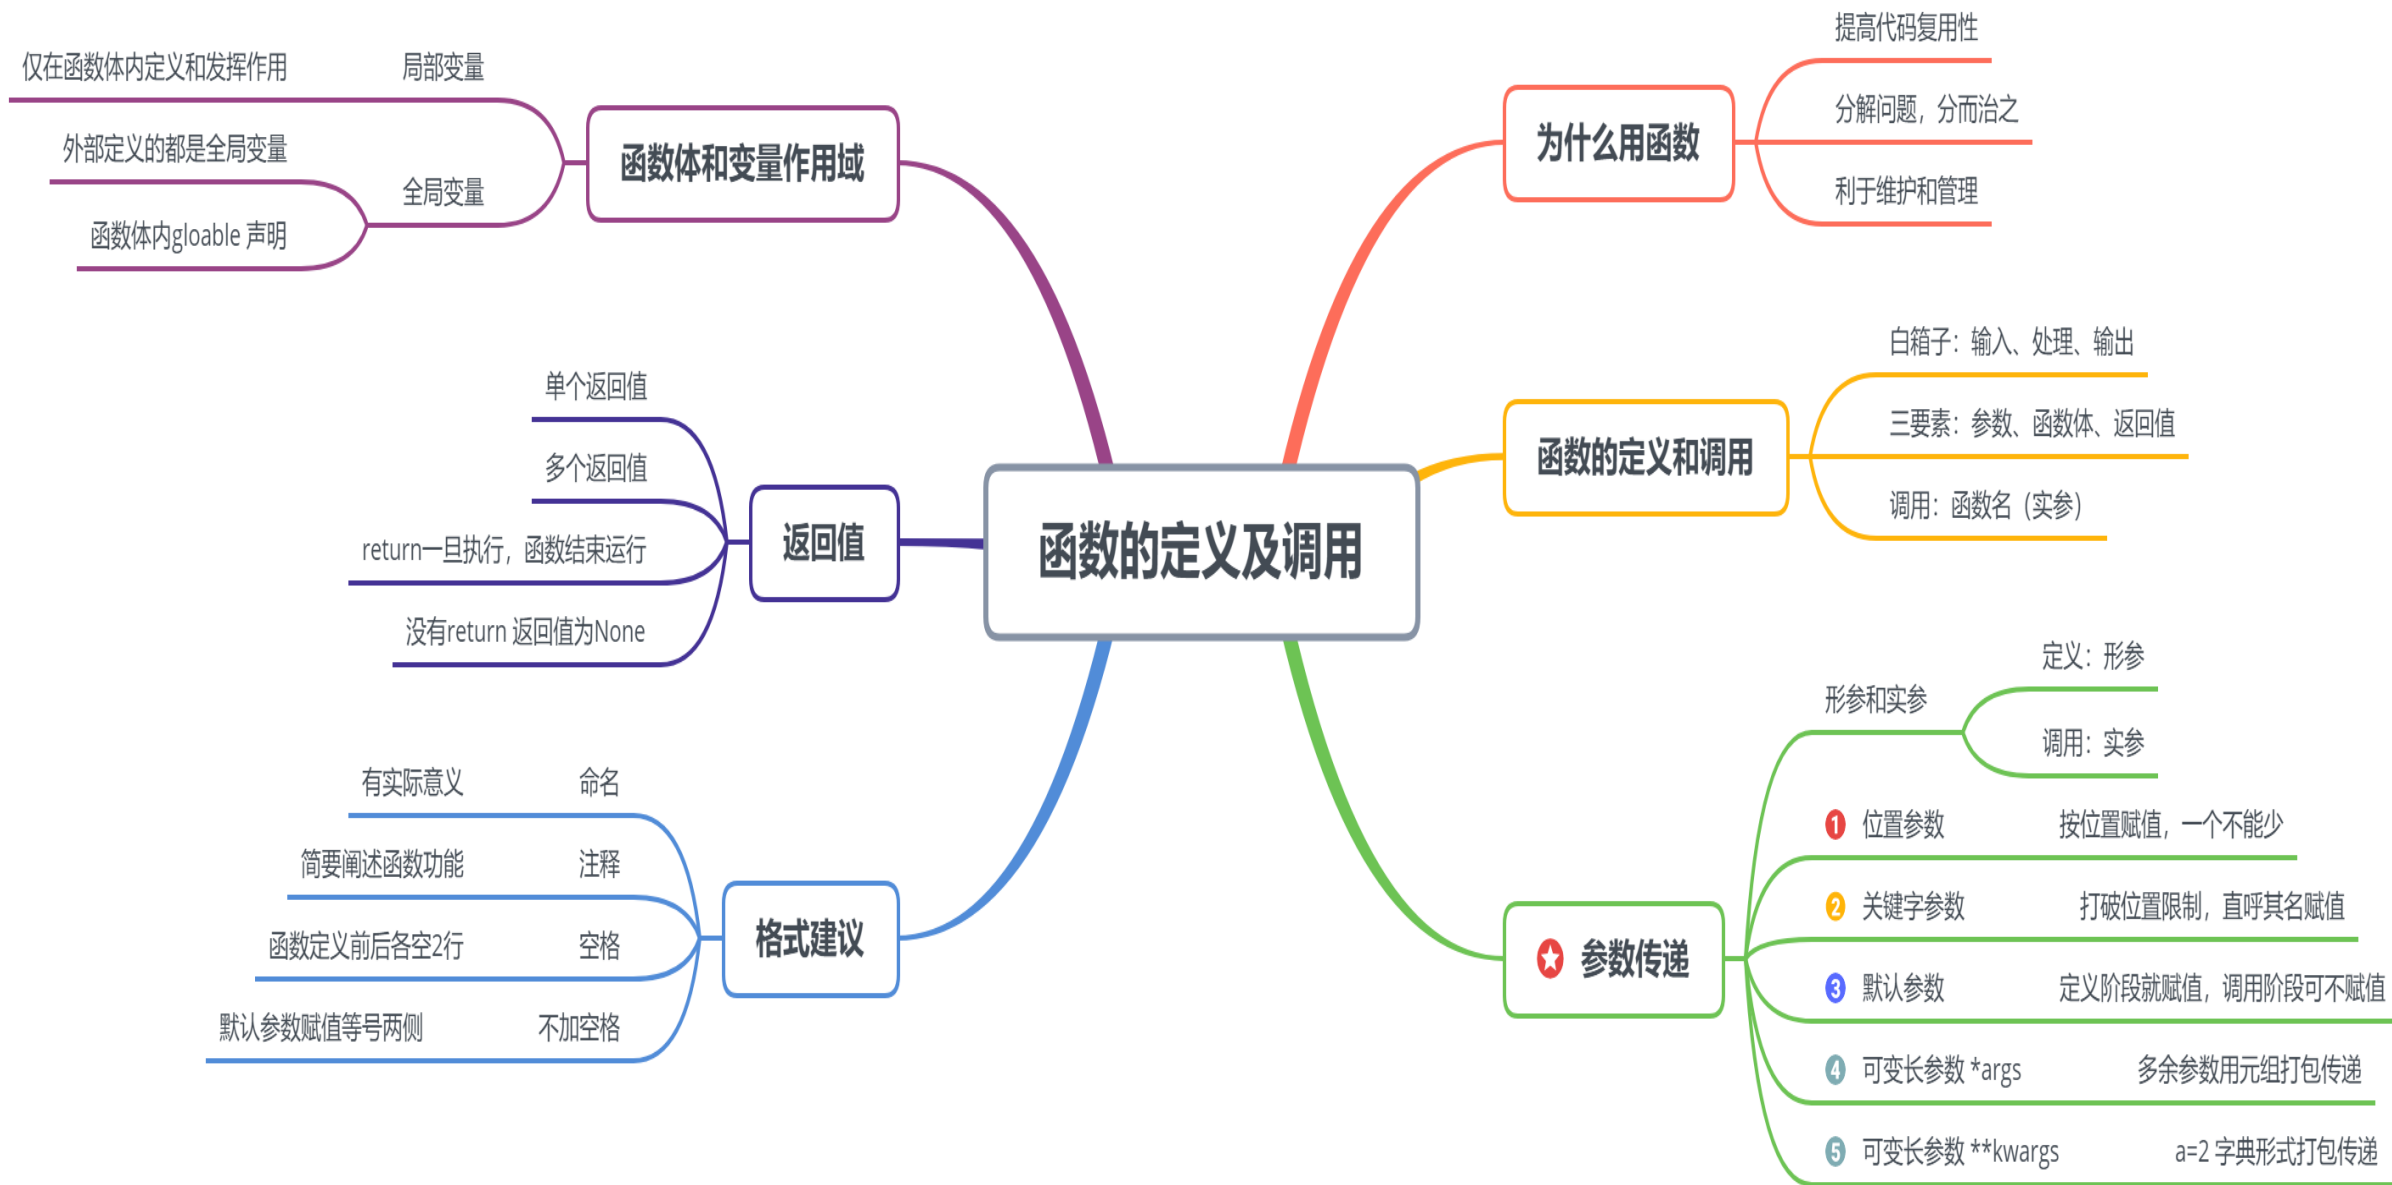 函数的定义及调用
为什么用函数
提高代码复用性
分解问题，分而治之
利于维护和管理
函数的定义和调用
白箱子：输入、处理、输出
三要素：参数、函数体、返回值
调用：函数名（实参）
参数传递
形参和实参
定义：形参
调用：实参
1 位置参数
按位置赋值，一个不能少
2 关键字参数
打破位置限制，直呼其名赋值
3 默认参数
定义阶段就赋值，调用阶段可不赋值
4 可变长参数 *args
多余参数用元组打包传递
5 可变长参数 **kwargs
a=2 字典形式打包传递
函数体和变量作用域
局部变量
仅在函数体内定义和发挥作用
全局变量
外部定义的都是全局变量
函数体内gloable 声明
返回值
单个返回值
多个返回值
return一旦执行，函数结束运行
没有return 返回值为None
格式建议
命名
有实际意义
注释
简要阐述函数功能
空格
函数定义前后各空2行
不加空格
默认参数赋值等号两侧